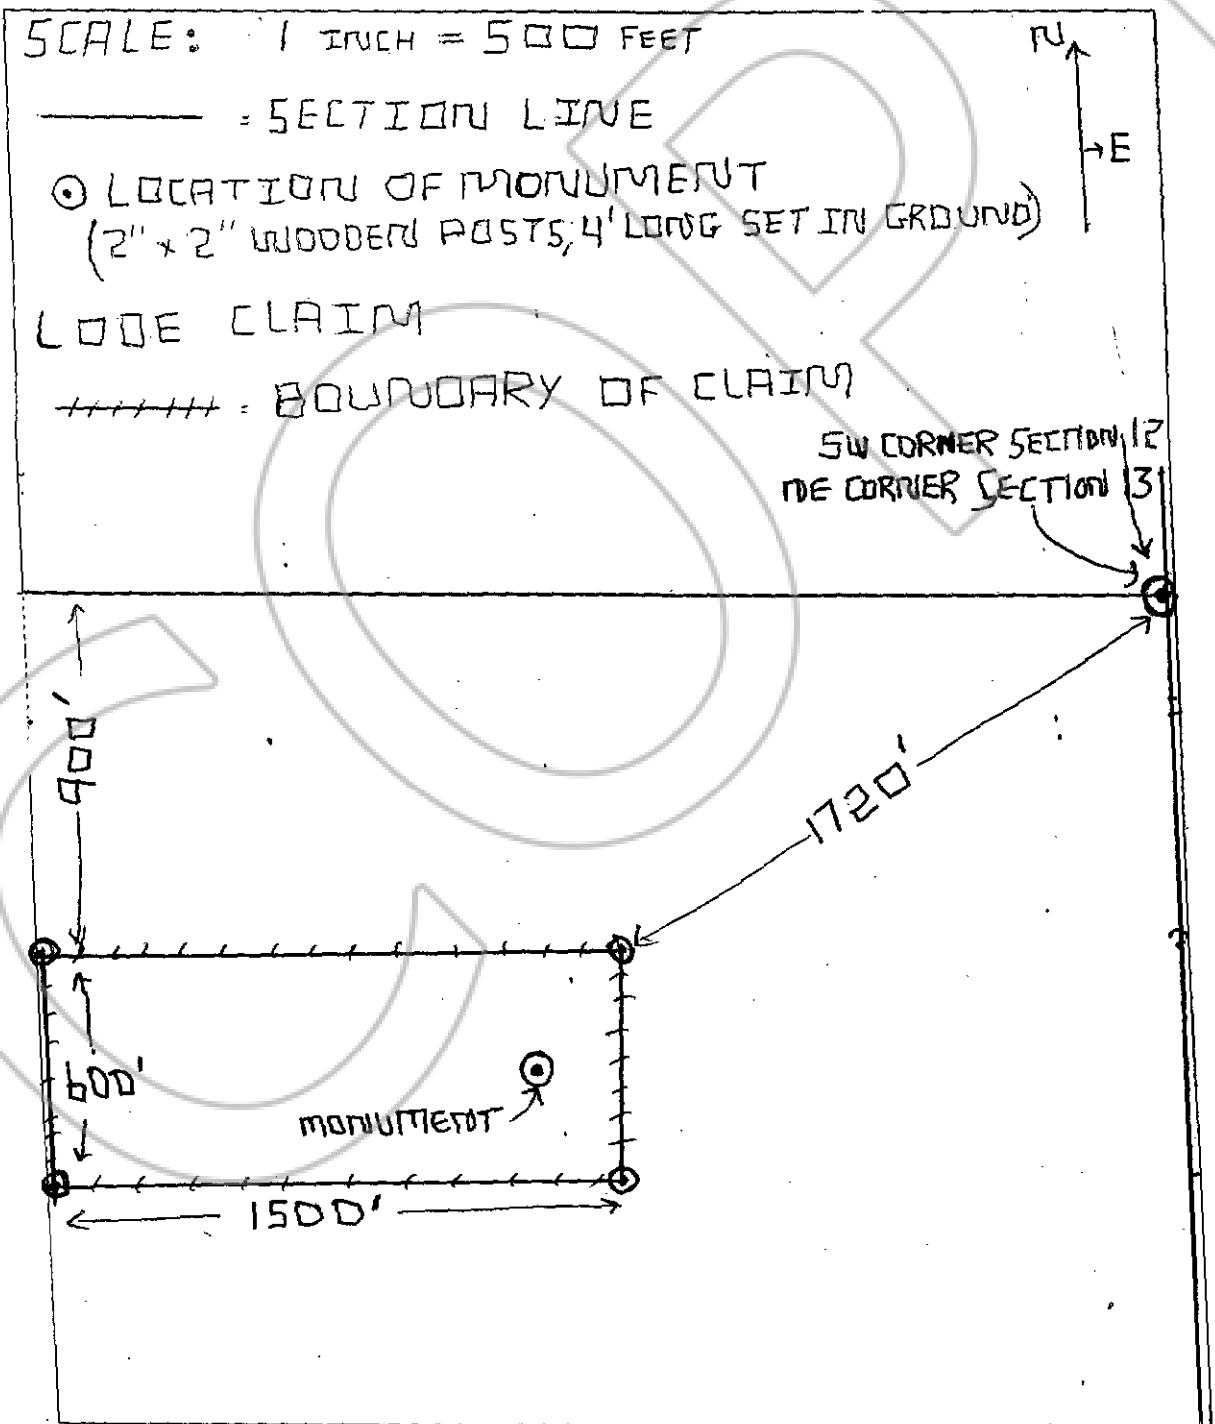 SCALE: 1 INCH = 500 FEET
N
= SECTION LINE
E
LOCATION OF MONUMENT
(2" x 2" WOODEN POSTS, 4' LONG SET IN GROUND)
LODE CLAIM
= BOUNDARY OF CLAIM
SW CORNER SECTION 12
NE CORNER SECTION 13
900'
1720'
600'
MONUMENT
1500'
COP